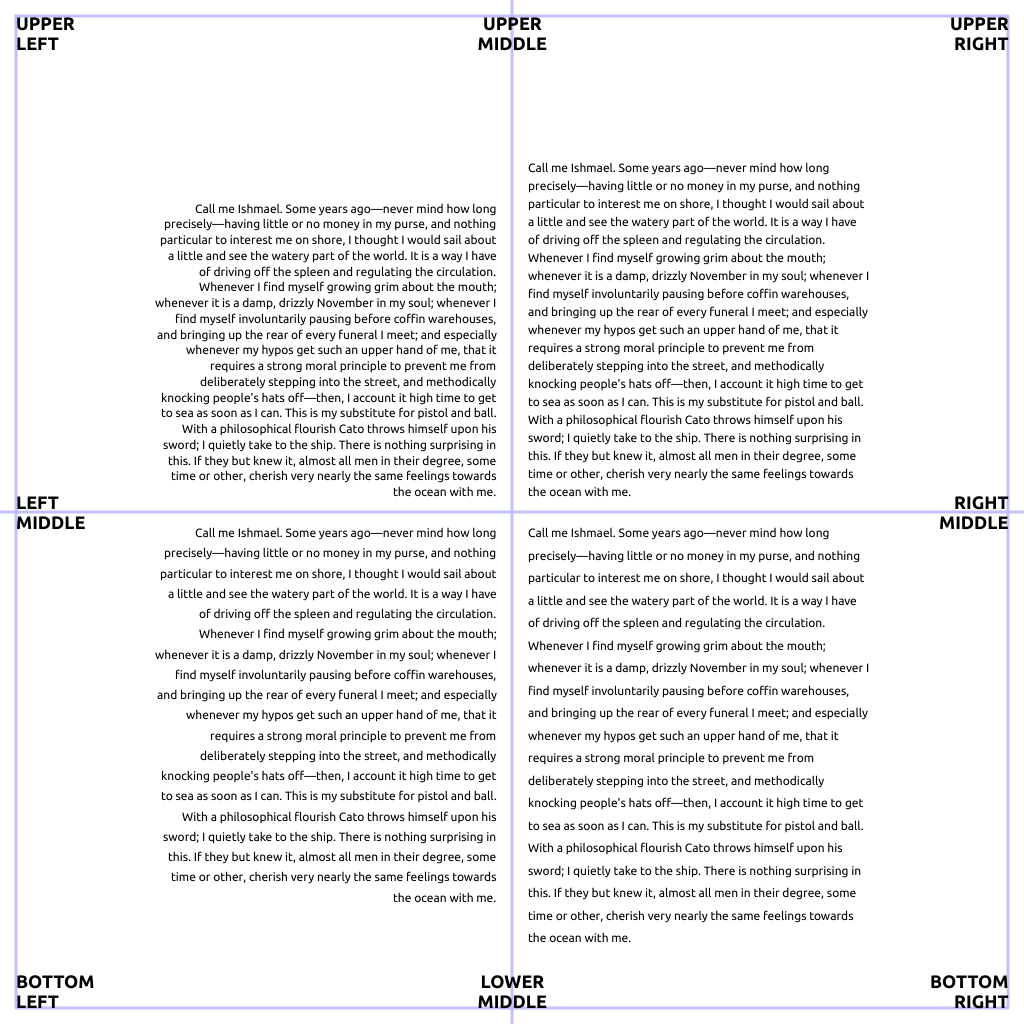 UPPER
LEFT
UPPER
MIDDLE
UPPER
RIGHT
Call me Ishmael. Some years ago—never mind how long
precisely—having little or no money in my purse, and nothing
particular to interest me on shore, I thought I would sail about
a little and see the watery part of the world. It is a way I have
of driving off the spleen and regulating the circulation.
Whenever I find myself growing grim about the mouth;
whenever it is a damp, drizzly November in my soul; whenever I
find myself involuntarily pausing before coffin warehouses,
and bringing up the rear of every funeral I meet; and especially
whenever my hypos get such an upper hand of me, that it
requires a strong moral principle to prevent me from
deliberately stepping into the street, and methodically
knocking people's hats off—then, I account it high time to get
to sea as soon as I can. This is my substitute for pistol and ball.
With a philosophical flourish Cato throws himself upon his
sword; I quietly take to the ship. There is nothing surprising in
this. If they but knew it, almost all men in their degree, some
time or other, cherish very nearly the same feelings towards
the ocean with me.
Call me Ishmael. Some years ago—never mind how long
precisely—having little or no money in my purse, and nothing
particular to interest me on shore, I thought I would sail about
a little and see the watery part of the world. It is a way I have
of driving off the spleen and regulating the circulation.
Whenever I find myself growing grim about the mouth;
whenever it is a damp, drizzly November in my soul; whenever I
find myself involuntarily pausing before coffin warehouses,
and bringing up the rear of every funeral I meet; and especially
whenever my hypos get such an upper hand of me, that it
requires a strong moral principle to prevent me from
deliberately stepping into the street, and methodically
knocking people's hats off—then, I account it high time to get
to sea as soon as I can. This is my substitute for pistol and ball.
With a philosophical flourish Cato throws himself upon his
sword; I quietly take to the ship. There is nothing surprising in
this. If they but knew it, almost all men in their degree, some
time or other, cherish very nearly the same feelings towards
the ocean with me.
LEFT
MIDDLE
RIGHT
MIDDLE
Call me Ishmael. Some years ago—never mind how long
precisely—having little or no money in my purse, and nothing
particular to interest me on shore, I thought I would sail about
a little and see the watery part of the world. It is a way I have
of driving off the spleen and regulating the circulation.
Whenever I find myself growing grim about the mouth;
whenever it is a damp, drizzly November in my soul; whenever I
find myself involuntarily pausing before coffin warehouses,
and bringing up the rear of every funeral I meet; and especially
whenever my hypos get such an upper hand of me, that it
requires a strong moral principle to prevent me from
deliberately stepping into the street, and methodically
knocking people's hats off—then, I account it high time to get
to sea as soon as I can. This is my substitute for pistol and ball.
With a philosophical flourish Cato throws himself upon his
sword; I quietly take to the ship. There is nothing surprising in
this. If they but knew it, almost all men in their degree, some
time or other, cherish very nearly the same feelings towards
the ocean with me.
Call me Ishmael. Some years ago—never mind how long
precisely—having little or no money in my purse, and nothing
particular to interest me on shore, I thought I would sail about
a little and see the watery part of the world. It is a way I have
of driving off the spleen and regulating the circulation.
Whenever I find myself growing grim about the mouth;
whenever it is a damp, drizzly November in my soul; whenever I
find myself involuntarily pausing before coffin warehouses,
and bringing up the rear of every funeral I meet; and especially
whenever my hypos get such an upper hand of me, that it
requires a strong moral principle to prevent me from
deliberately stepping into the street, and methodically
knocking people's hats off—then, I account it high time to get
to sea as soon as I can. This is my substitute for pistol and ball.
With a philosophical flourish Cato throws himself upon his
sword; I quietly take to the ship. There is nothing surprising in
this. If they but knew it, almost all men in their degree, some
time or other, cherish very nearly the same feelings towards
the ocean with me.
BOTTOM
LEFT
LOWER
MIDDLE
BOTTOM
RIGHT